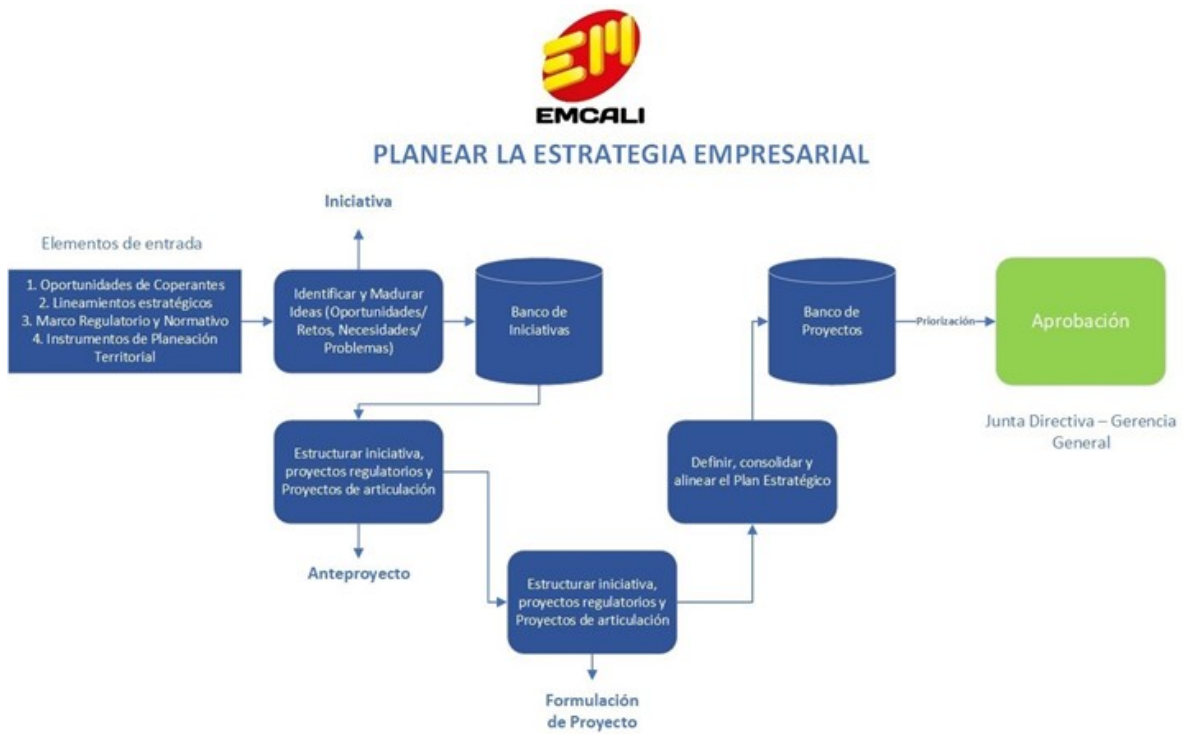 EM
EMCALI
PLANEAR LA ESTRATEGIA EMPRESARIAL
Iniciativa
Elementos de entrada
1. Oportunidades de Coperantes
2. Lineamientos estratégicos
3. Marco Regulatorio y Normativo
4. Instrumentos de Planeación
Territorial
Identificar y Madurar
Ideas (Oportunidades/
Retos, Necesidades/
Problemas)
Banco de
Iniciativas
Banco de
Proyectos
Priorización
Aprobación
Junta Directiva – Gerencia
General
Estructurar iniciativa,
proyectos regulatorios y
Proyectos de articulación
Definir, consolidar y
alinear el Plan Estratégico
Anteproyecto
Estructurar iniciativa,
proyectos regulatorios y
Proyectos de articulación
Formulación
de Proyecto